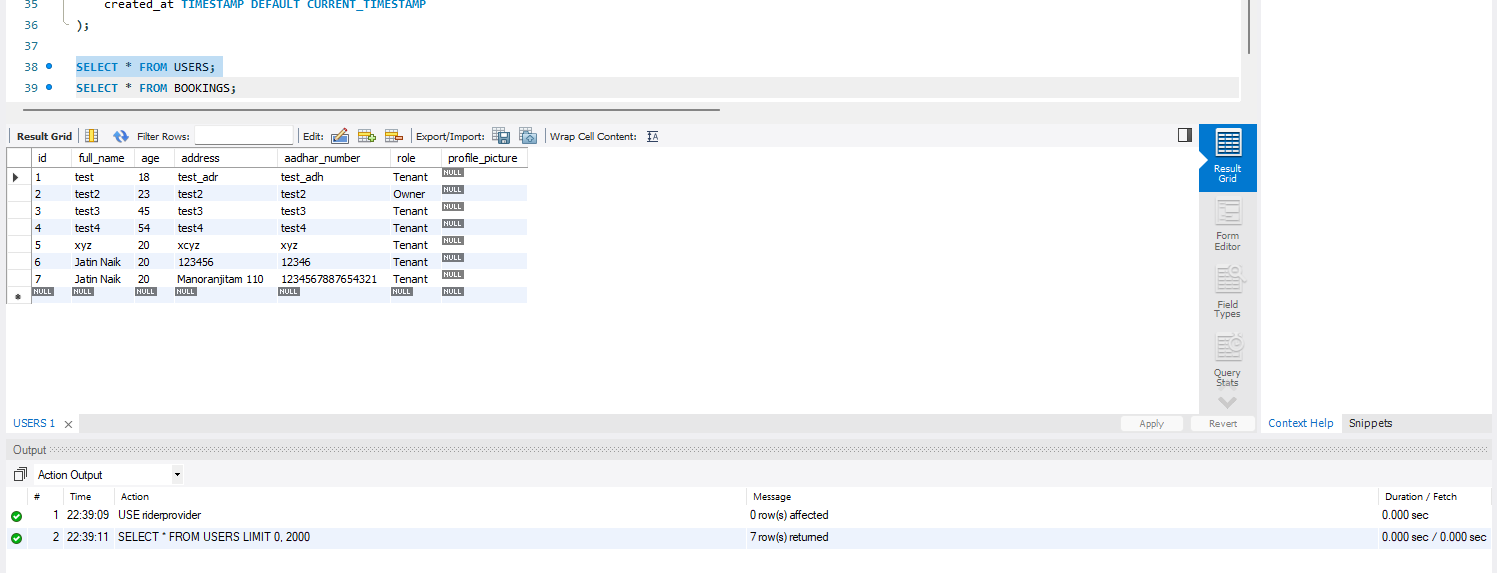 35 created_at TIMESTAMP DEFAULT CURRENT_TIMESTAMP
36 );
37
38 SELECT * FROM USERS;
39 SELECT * FROM BOOKINGS;
Result Grid Filter Rows: Edit: Export/Import: Wrap Cell Content:
id full_name age address aadhar_number role profile_picture
1 test 18 test_adr test_adh Tenant NULL
2 test2 23 test2 test2 Owner NULL
3 test3 45 test3 test3 Tenant NULL
4 test4 54 test4 test4 Tenant NULL
5 xyz 20 xcyz xyz Tenant NULL
6 Jatin Naik 20 123456 12346 Tenant NULL
7 Jatin Naik 20 Manoranjitam 110 1234567887654321 Tenant NULL
NULL NULL NULL NULL NULL NULL NULL
Result
Grid
Form
Editor
Field
Types
Query
Stats
USERS 1 Apply Revert Context Help Snippets
Output
Action Output
# Time Action Message Duration / Fetch
1 22:39:09 USE riderprovider 0 row(s) affected 0.000 sec
2 22:39:11 SELECT * FROM USERS LIMIT 0, 2000 7 row(s) returned 0.000 sec / 0.000 sec